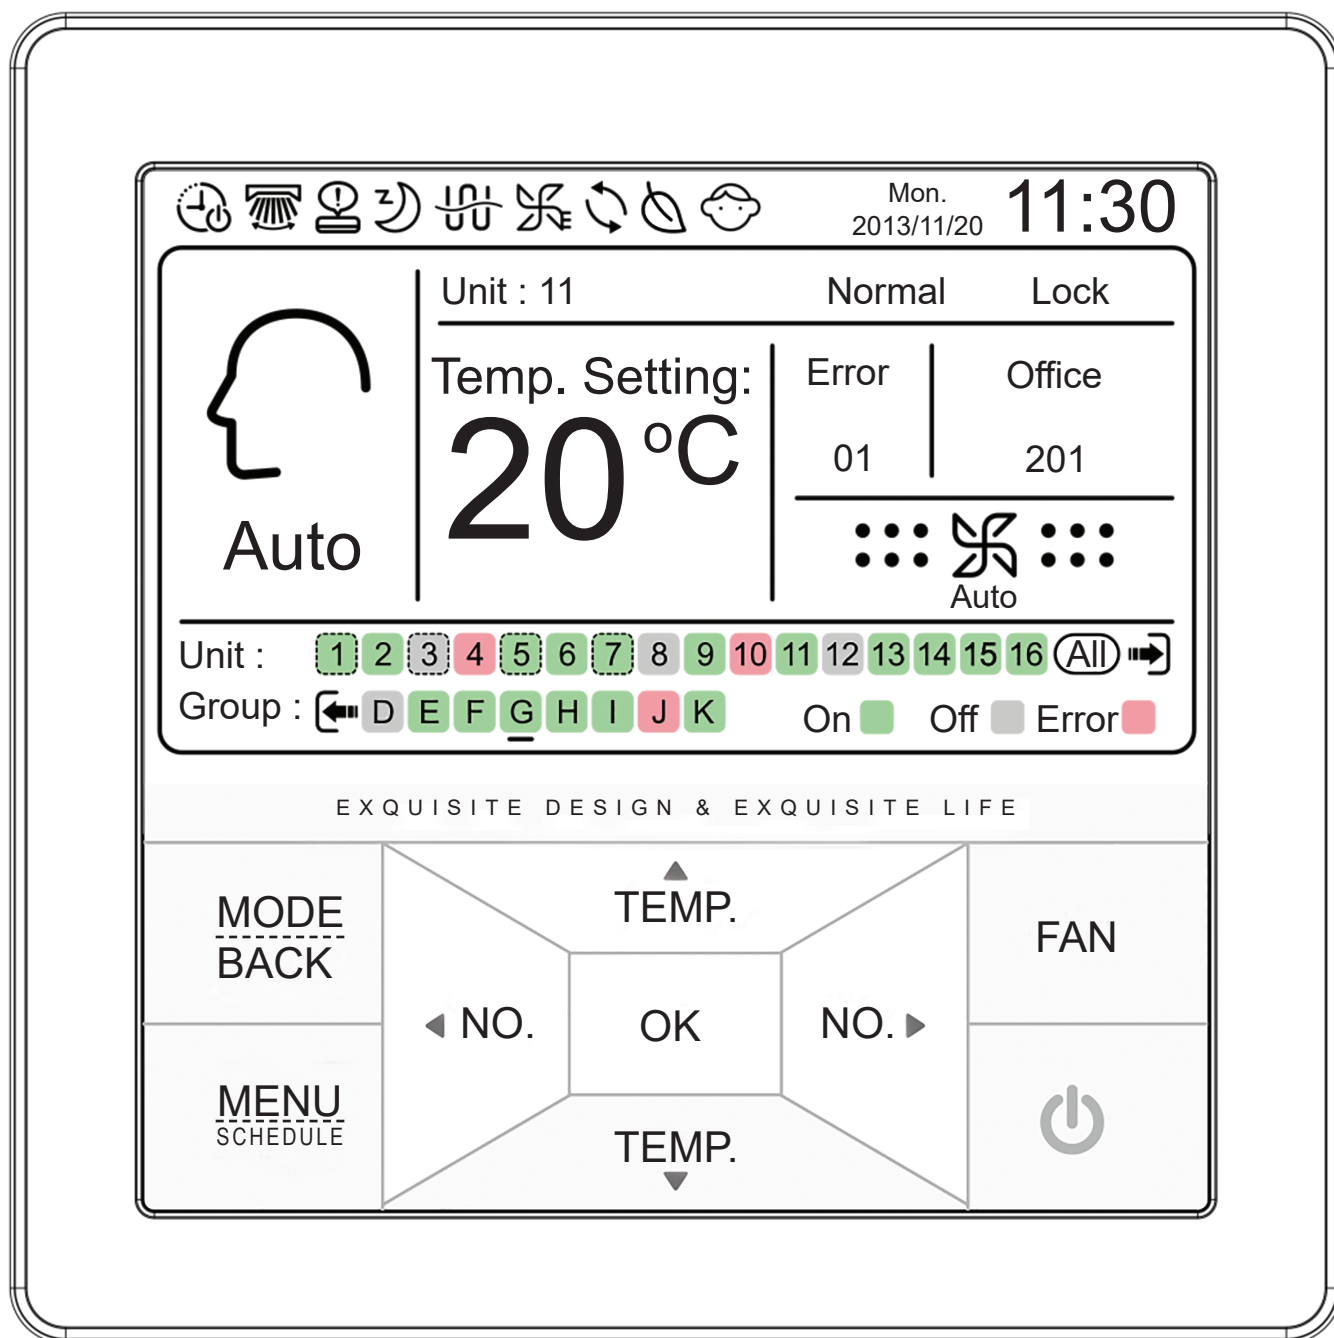 Mon.
2013/11/20
11:30
Unit : 11 Normal Lock
Temp. Setting:
20 °C
Error
01
Office
201
Auto
Auto
Unit : 1 2 3 4 5 6 7 8 9 10 11 12 13 14 15 16 All
Group : D E F G H I J K On Off Error
EXQUISITE DESIGN & EXQUISITE LIFE
MODE
BACK
TEMP.
FAN
NO.
OK
NO.
MENU
SCHEDULE
TEMP.